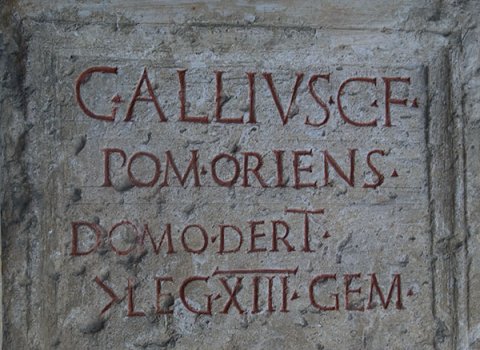 C·ALLIVS·C·F·
POM·ORIENS·
DOMO·DERT·
>LEG·XIII·GEM·